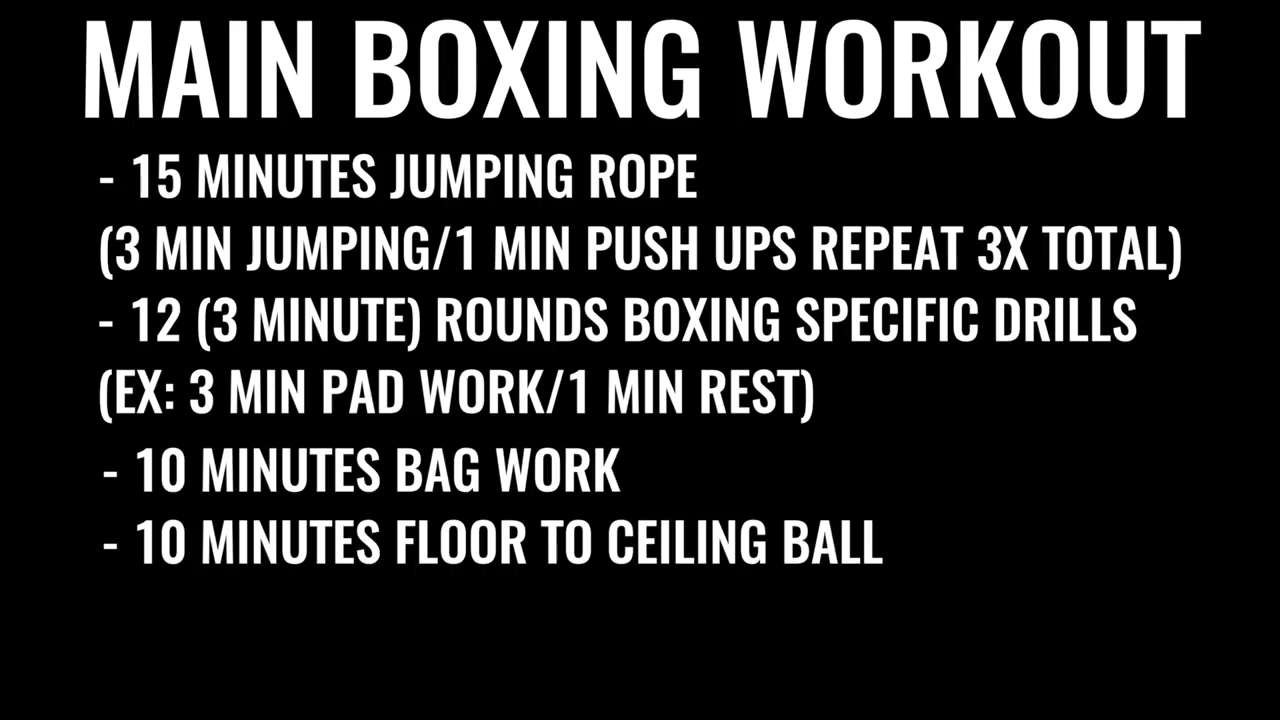 MAIN BOXING WORKOUT
- 15 MINUTES JUMPING ROPE
(3 MIN JUMPING/1 MIN PUSH UPS REPEAT 3X TOTAL)
- 12 (3 MINUTE) ROUNDS BOXING SPECIFIC DRILLS
(EX: 3 MIN PAD WORK/1 MIN REST)
- 10 MINUTES BAG WORK
- 10 MINUTES FLOOR TO CEILING BALL